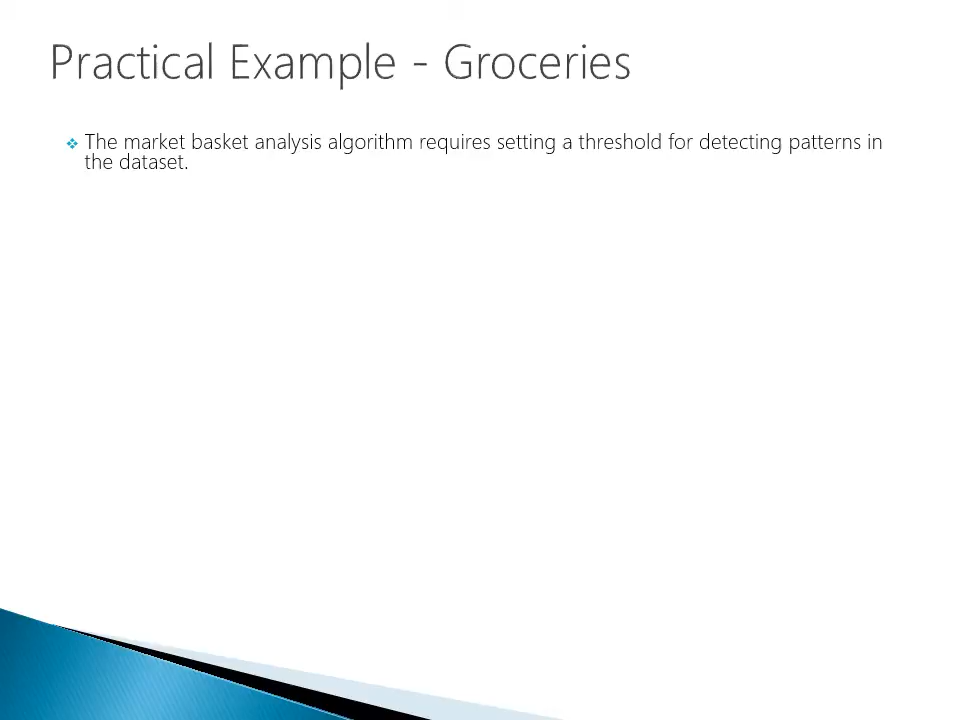 Practical Example - Groceries
The market basket analysis algorithm requires setting a threshold for detecting patterns in
the dataset.